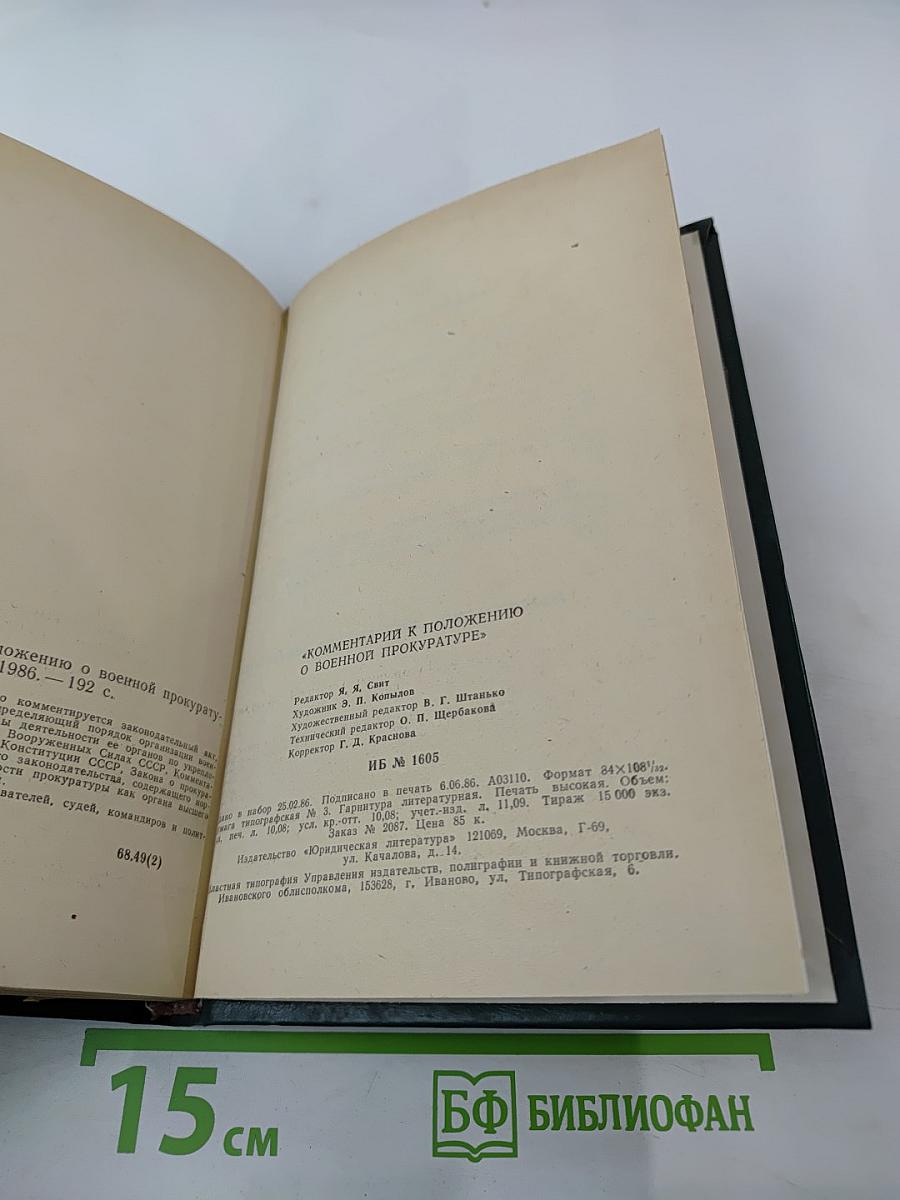 ложению о военной прокурату-
1986. — 192 с.
о комментируется законодательный акт,
пределяющий порядок организации воен-
ы деятельности ее органов по укрепле-
Вооруженных Силах СССР. Коммента-
Конституции СССР, Закона о прокура-
го законодательства, содержащего нор-
ости прокуратуры как органа высшего
вателей, судей, командиров и полит-
68.49(2)
«КОММЕНТАРИЙ К ПОЛОЖЕНИЮ
О ВОЕННОЙ ПРОКУРАТУРЕ»
Редактор Я. Я. Свит
Художник Э. П. Копылов
Художественный редактор В. Г. Штанько
Технический редактор О. П. Щербакова
Корректор Г. Д. Краснова
ИБ № 1605
дано в набор 25.02.86. Подписано в печать 6.06.86. А03110. Формат 84×108¹/₃₂.
умага типографская № 3. Гарнитура литературная. Печать высокая. Объем:
л. печ. л. 10,08; усл. кр.-отт. 10,08; учет.-изд. л. 11,09. Тираж 15 000 экз.
Заказ № 2087. Цена 85 к.
Издательство «Юридическая литература» 121069, Москва, Г-69,
ул. Качалова, д. 14.
бластная типография Управления издательств, полиграфии и книжной торговли.
Ивановского облисполкома, 153628, г. Иваново, ул. Типографская, 6.
15 см
БФ БИБЛИОФАН